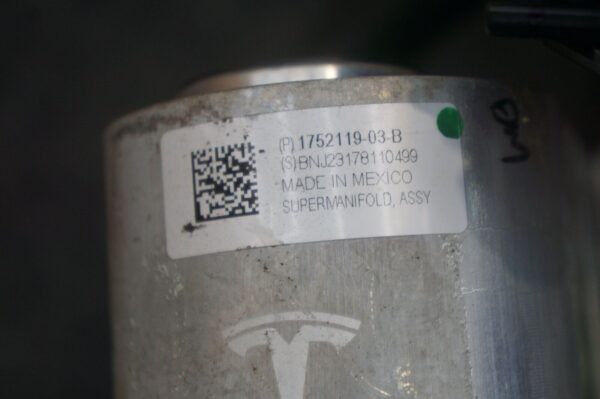 (P) 1752119-03-B
(S)BNJ23178110499
MADE IN MEXICO
SUPERMANIFOLD, ASSY